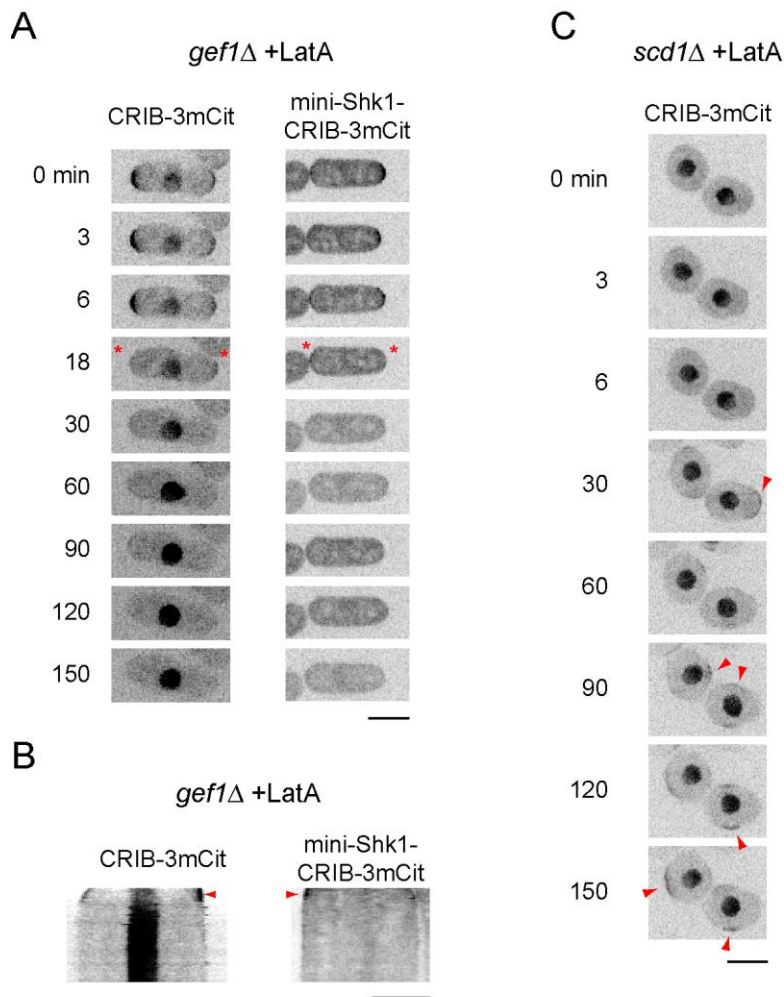 A
gef1Δ +LatA
CRIB-3mCit
mini-Shk1-
CRIB-3mCit
0 min
3
6
18
*
*
*
*
30
60
90
120
150
B
gef1Δ +LatA
CRIB-3mCit
mini-Shk1-
CRIB-3mCit
C
scd1Δ +LatA
CRIB-3mCit
0 min
3
6
30
60
90
120
150